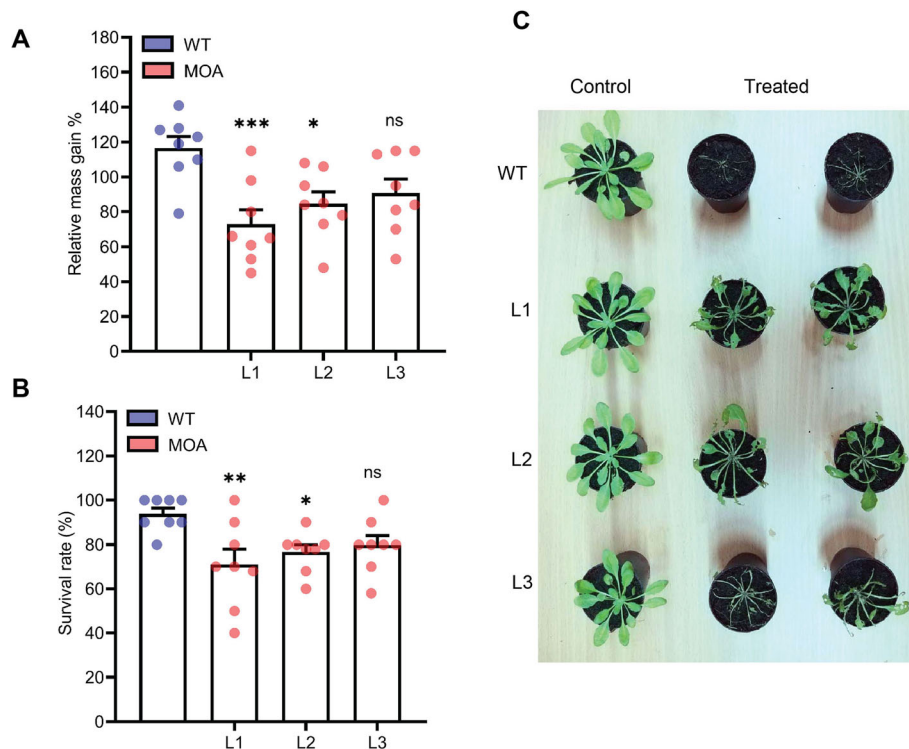 A
180
160
140
120
100
80
60
40
20
0
Relative mass gain %
WT
MOA
***
*
ns
L1 L2 L3
B
140
120
100
80
60
40
20
0
Survival rate (%)
WT
MOA
**
*
ns
L1 L2 L3
C
Control Treated
WT
L1
L2
L3